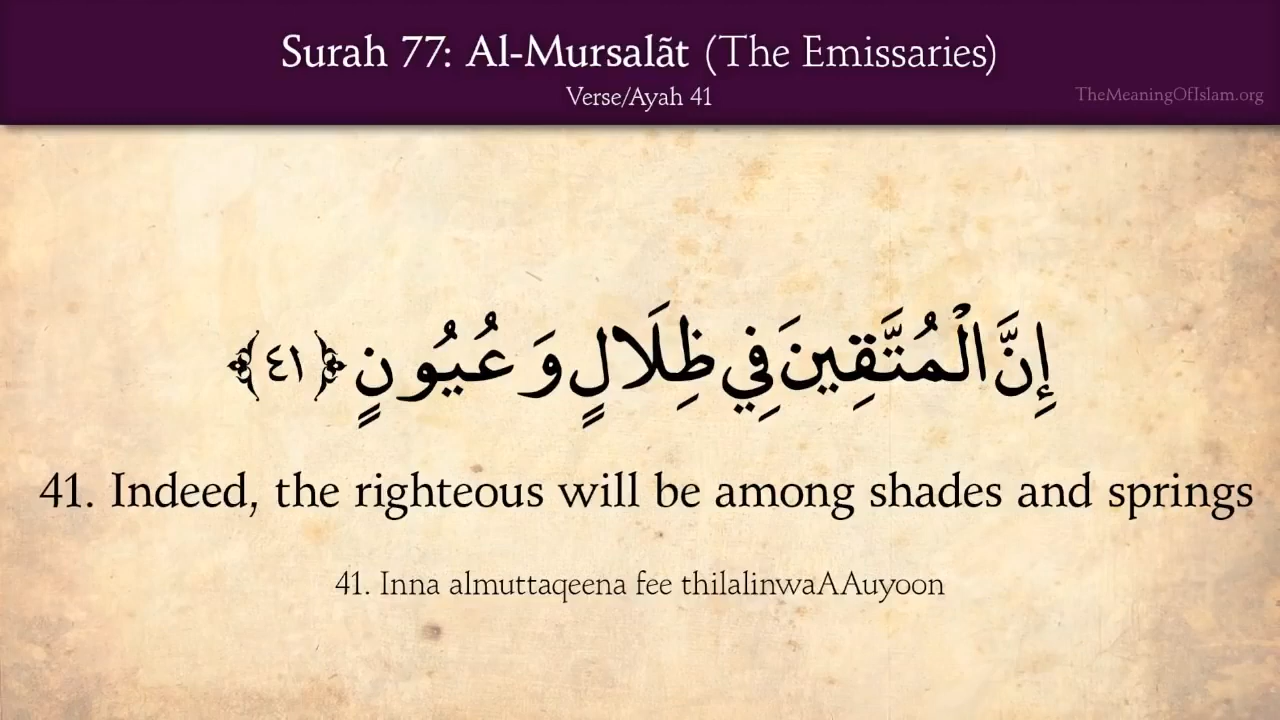 Surah 77: Al-Mursalãt (The Emissaries)
Verse/Ayah 41
TheMeaningOfIslam.org
إِنَّ الْمُتَّقِينَ فِي ظِلَالٍ وَعُيُونٍ ﴿٤١﴾
41. Indeed, the righteous will be among shades and springs
41. Inna almuttaqeena fee thilalinwaAAuyoon